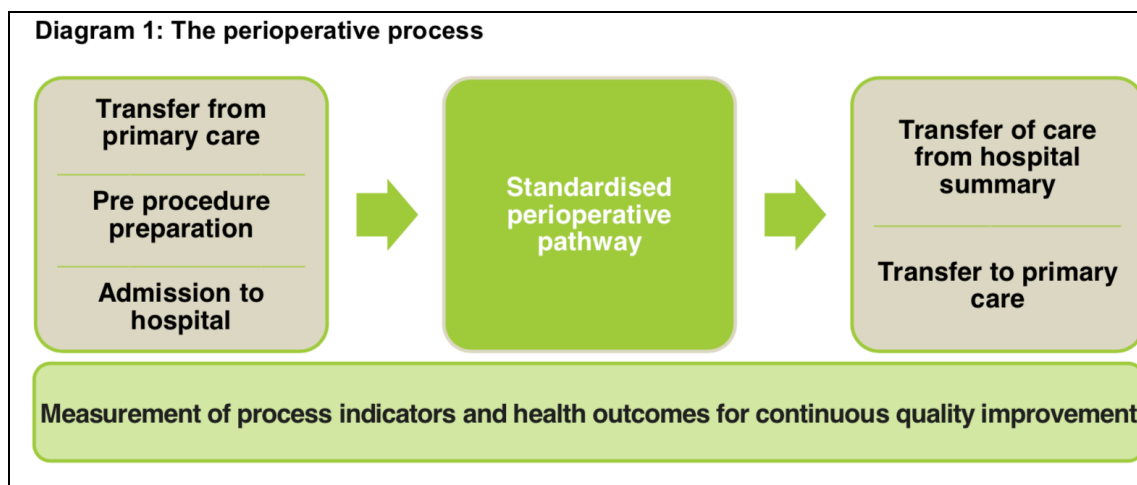 Diagram 1: The perioperative process
Transfer from
primary care
Pre procedure
preparation
Admission to
hospital
Standardised
perioperative
pathway
Transfer of care
from hospital
summary
Transfer to primary
care
Measurement of process indicators and health outcomes for continuous quality improvement